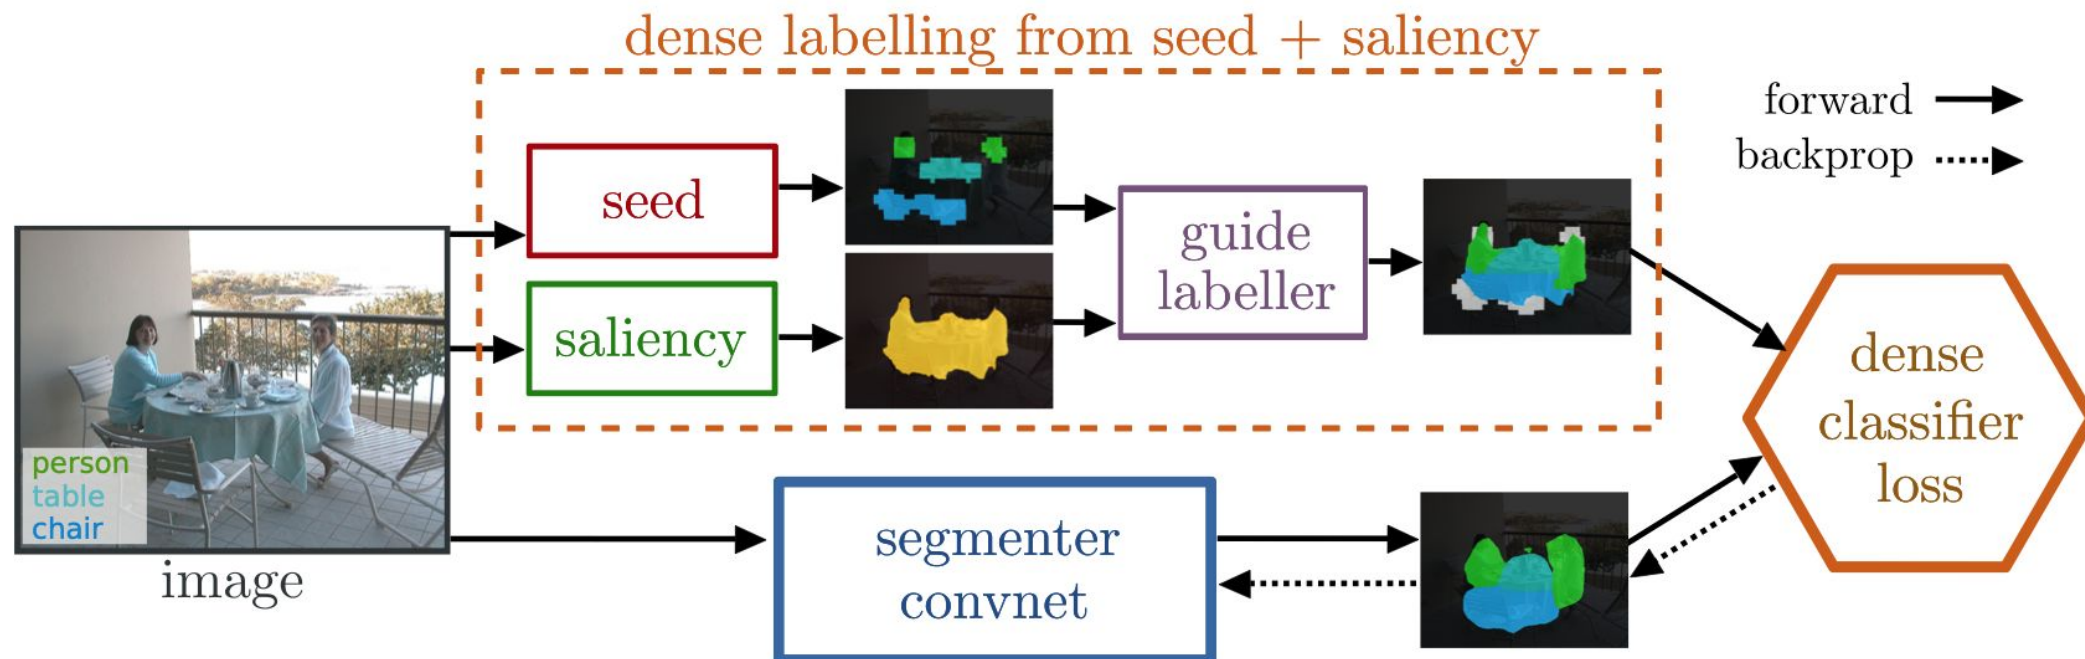 dense labelling from seed + saliency
forward
backprop
seed
saliency
guide
labeller
person
table
chair
image
segmenter
convnet
dense
classifier
loss